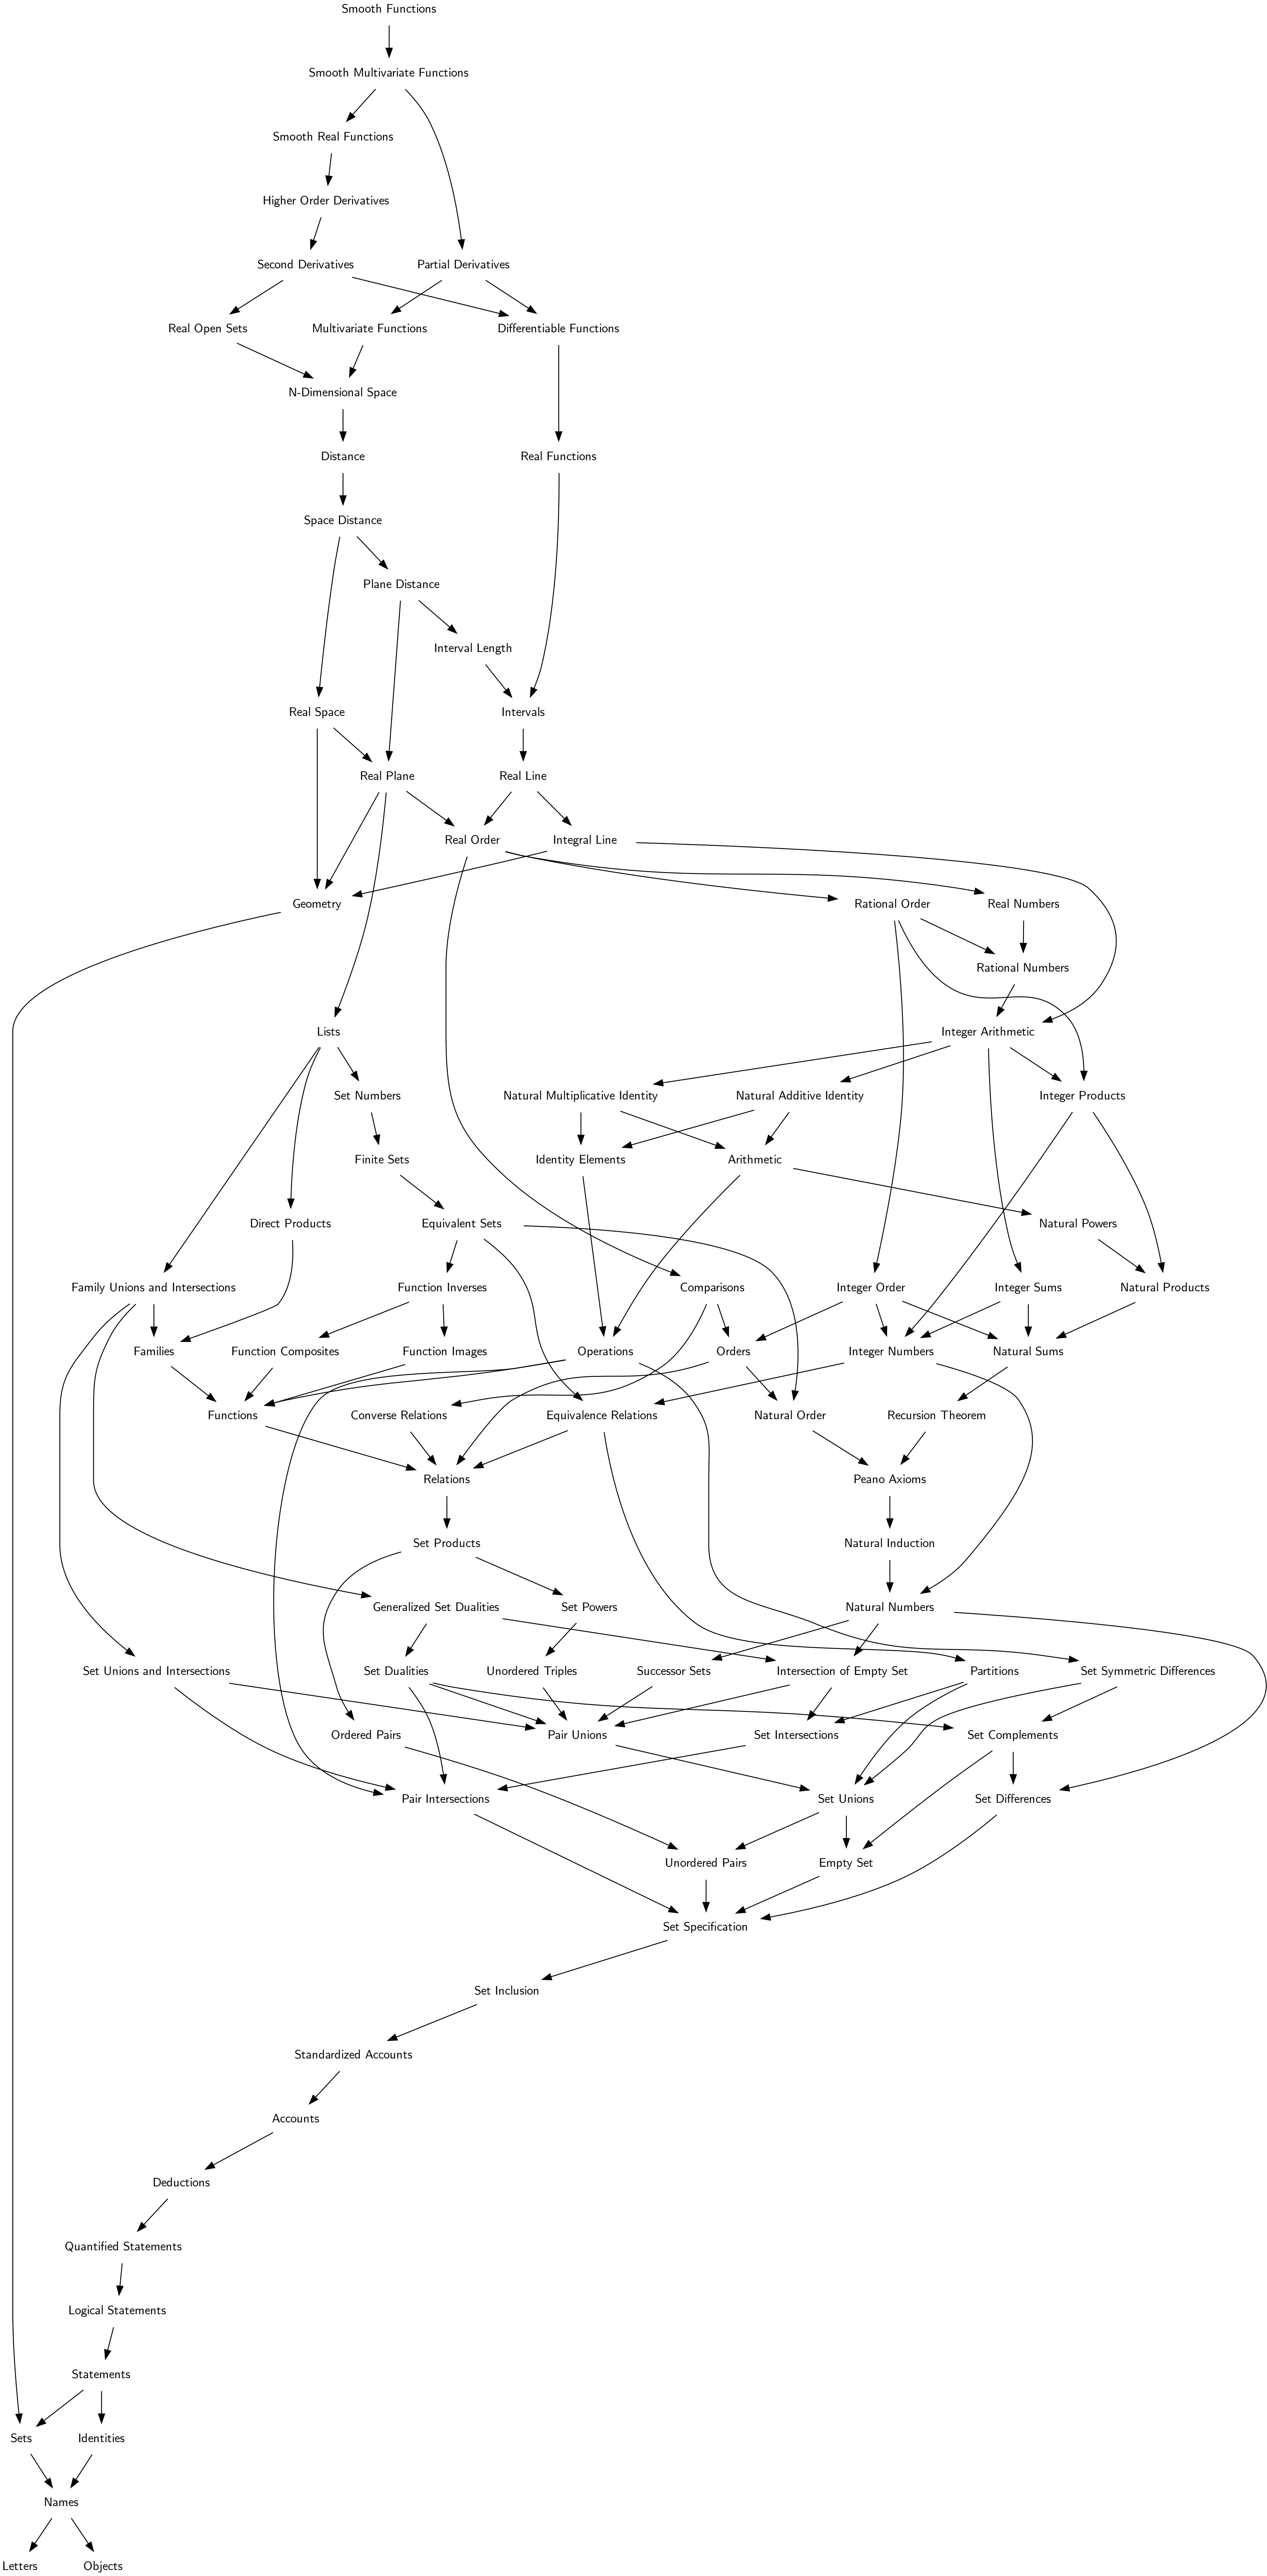 Smooth Functions
Smooth Multivariate Functions
Smooth Real Functions
Higher Order Derivatives
Second Derivatives
Partial Derivatives
Real Open Sets
Multivariate Functions
Differentiable Functions
N-Dimensional Space
Distance
Real Functions
Space Distance
Plane Distance
Interval Length
Real Space
Intervals
Real Plane
Real Line
Real Order
Integral Line
Geometry
Rational Order
Real Numbers
Rational Numbers
Lists
Integer Arithmetic
Set Numbers
Natural Multiplicative Identity
Natural Additive Identity
Integer Products
Finite Sets
Identity Elements
Arithmetic
Direct Products
Equivalent Sets
Natural Powers
Family Unions and Intersections
Function Inverses
Comparisons
Integer Order
Integer Sums
Natural Products
Families
Function Composites
Function Images
Operations
Orders
Integer Numbers
Natural Sums
Functions
Converse Relations
Equivalence Relations
Natural Order
Recursion Theorem
Relations
Peano Axioms
Set Products
Natural Induction
Generalized Set Dualities
Set Powers
Natural Numbers
Set Unions and Intersections
Set Dualities
Unordered Triples
Successor Sets
Intersection of Empty Set
Partitions
Set Symmetric Differences
Ordered Pairs
Pair Unions
Set Intersections
Set Complements
Pair Intersections
Set Unions
Set Differences
Unordered Pairs
Empty Set
Set Specification
Set Inclusion
Standardized Accounts
Accounts
Deductions
Quantified Statements
Logical Statements
Statements
Sets
Identities
Names
Letters
Objects